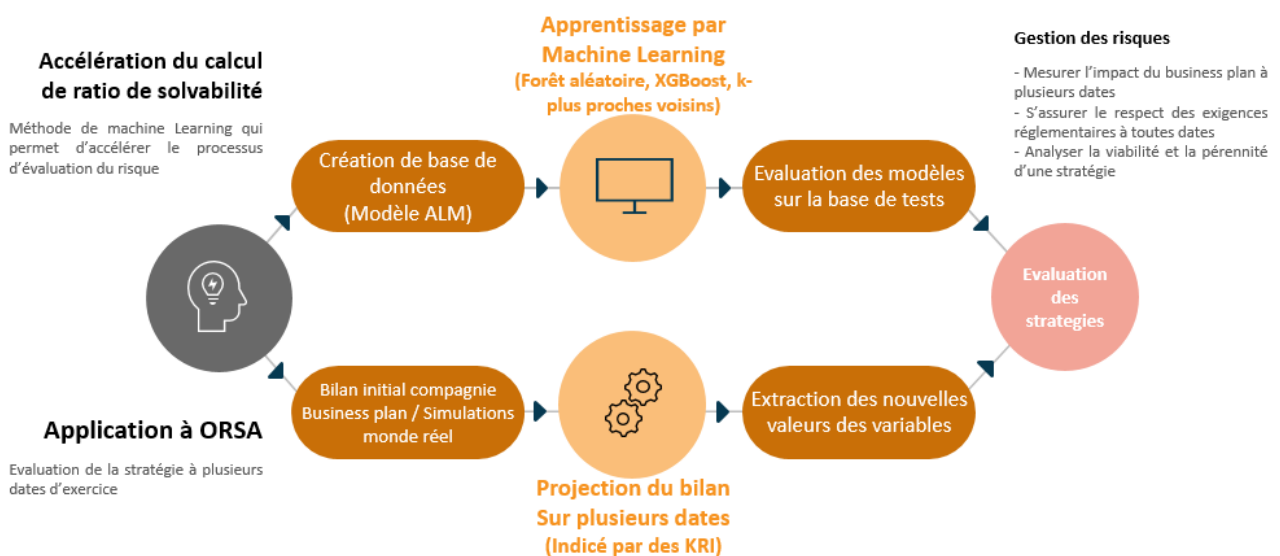 Accélération du calcul
de ratio de solvabilité
Méthode de machine Learning qui
permet d'accélérer le processus
d'évaluation du risque
Apprentissage par
Machine Learning
(Forêt aléatoire, XGBoost, k-
plus proches voisins)
Gestion des risques
- Mesurer l'impact du business plan à
plusieurs dates
- S'assurer le respect des exigences
réglementaires à toutes dates
- Analyser la viabilité et la pérennité
d'une stratégie
Création de base de
données
(Modèle ALM)
Evaluation des modèles
sur la base de tests
Evaluation
des
strategies
Bilan initial compagnie
Business plan / Simulations
monde réel
Extraction des nouvelles
valeurs des variables
Application à ORSA
Evaluation de la stratégie à plusieurs
dates d'exercice
Projection du bilan
Sur plusieurs dates
(Indicé par des KRI)